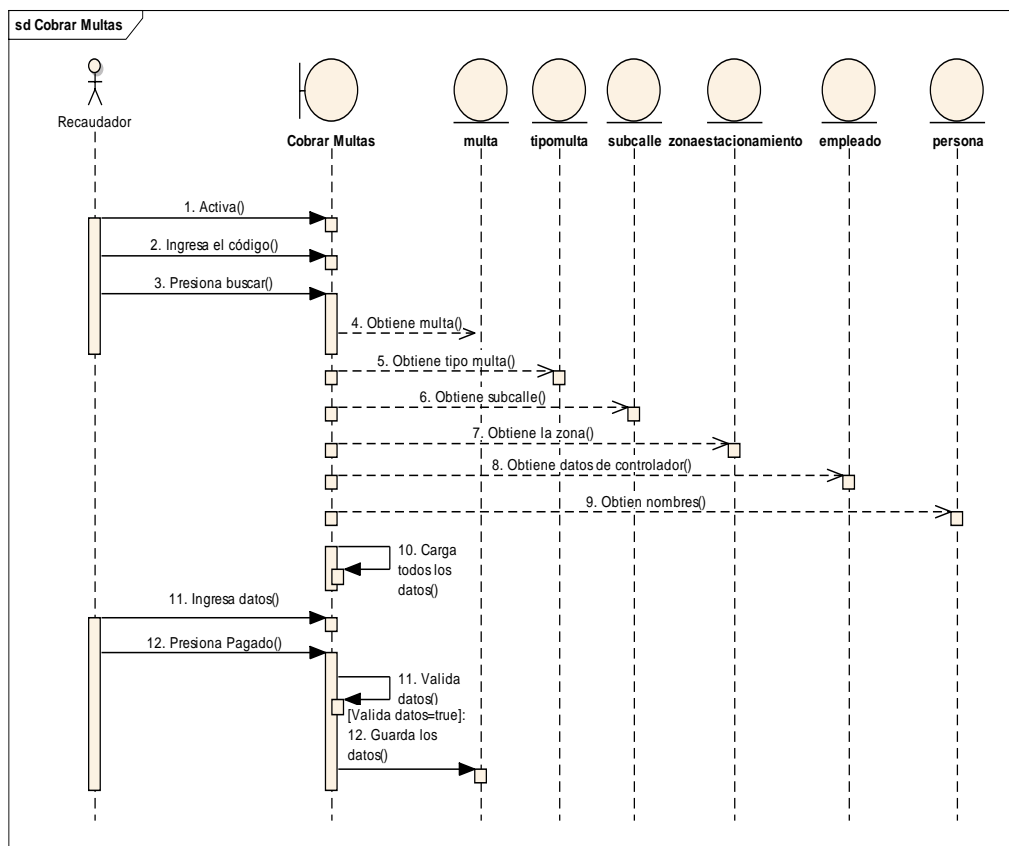 sd Cobrar Multas
Recaudador
Cobrar Multas
multa
tipomulta
subcalle
zonaestacionamiento
empleado
persona
1. Activa()
2. Ingresa el código()
3. Presiona buscar()
4. Obtiene multa()
5. Obtiene tipo multa()
6. Obtiene subcalle()
7. Obtiene la zona()
8. Obtiene datos de controlador()
9. Obtien nombres()
10. Carga
todos los
datos()
11. Ingresa datos()
12. Presiona Pagado()
11. Valida
datos()
[Valida datos=true]:
12. Guarda los
datos()